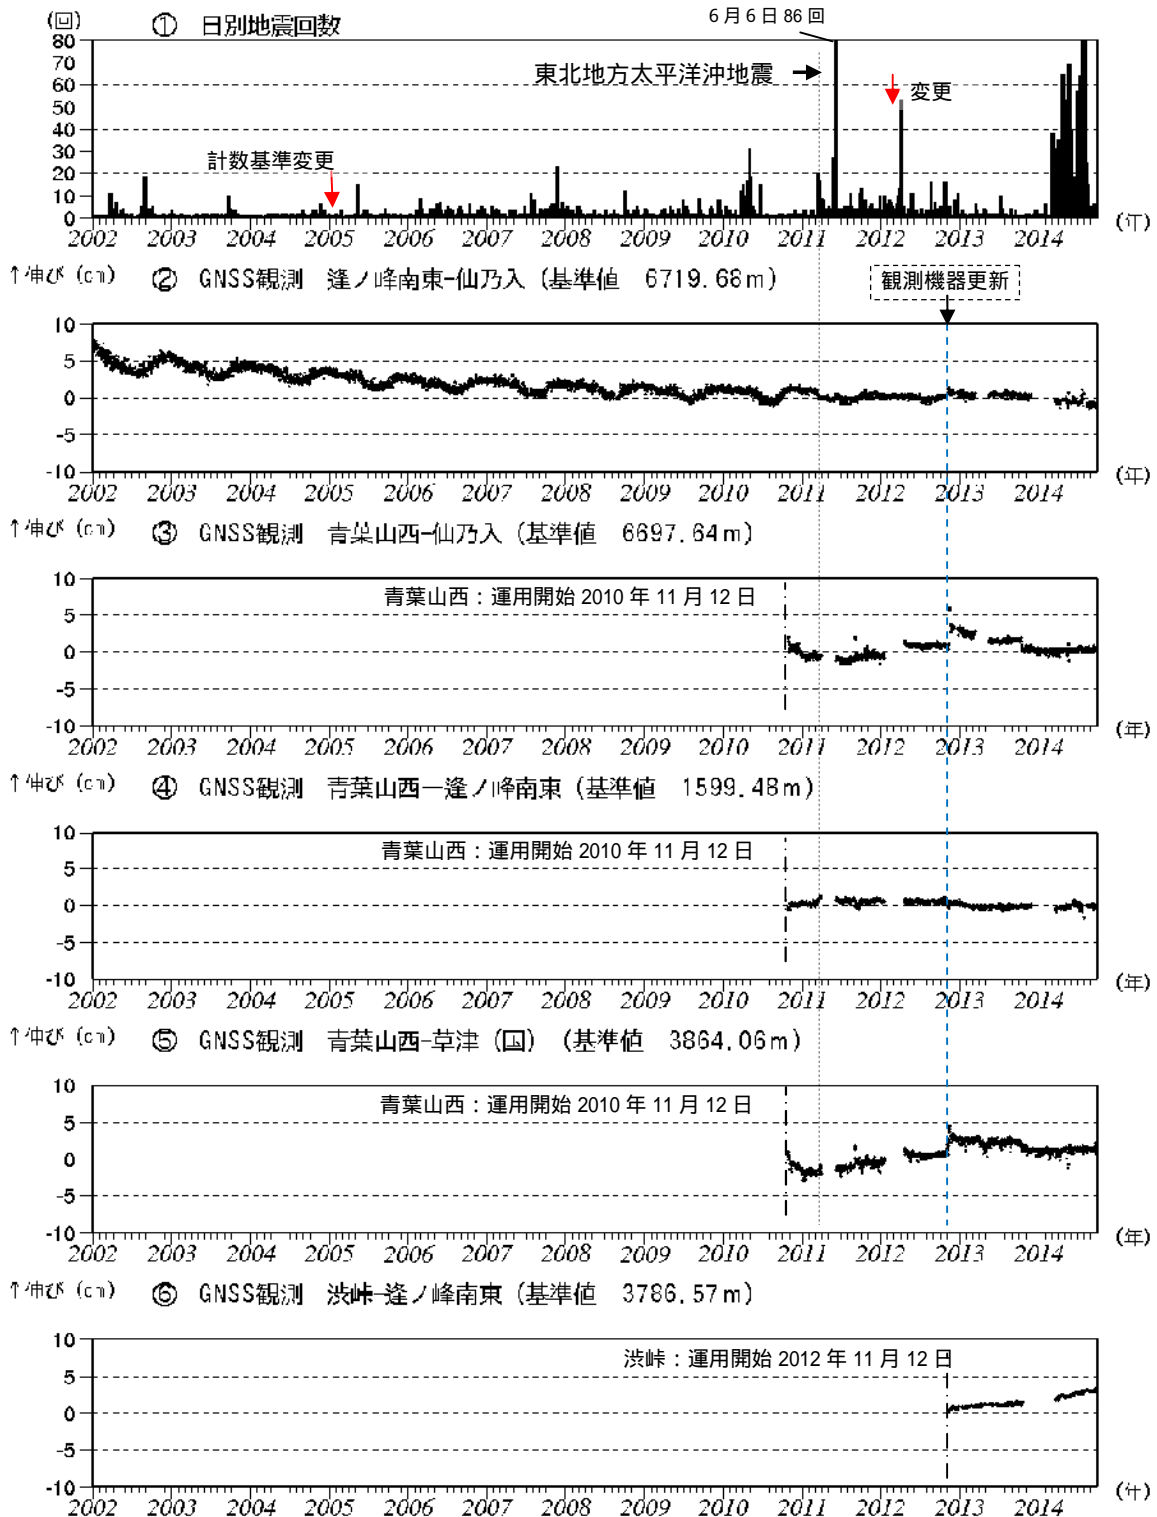 (回) ① 日別地震回数
6月6日86回
東北地方太平洋沖地震
変更
計数基準変更
80
70
60
50
40
30
20
10
0
2002 2003 2004 2005 2006 2007 2008 2009 2010 2011 2012 2013 2014 (年)
↑伸び (cm) ② GNSS観測 逢ノ峰南東-仙乃入 (基準値 6719.68m)
観測機器更新
10
5
0
-5
-10
2002 2003 2004 2005 2006 2007 2008 2009 2010 2011 2012 2013 2014 (年)
↑伸び (cm) ③ GNSS観測 青葉山西-仙乃入 (基準値 6697.64m)
青葉山西:運用開始 2010年11月12日
10
5
0
-5
-10
2002 2003 2004 2005 2006 2007 2008 2009 2010 2011 2012 2013 2014 (年)
↑伸び (cm) ④ GNSS観測 青葉山西-逢ノ峰南東 (基準値 1599.48m)
青葉山西:運用開始 2010年11月12日
10
5
0
-5
-10
2002 2003 2004 2005 2006 2007 2008 2009 2010 2011 2012 2013 2014 (年)
↑伸び (cm) ⑤ GNSS観測 青葉山西-草津 (国) (基準値 3864.06m)
青葉山西:運用開始 2010年11月12日
10
5
0
-5
-10
2002 2003 2004 2005 2006 2007 2008 2009 2010 2011 2012 2013 2014 (年)
↑伸び (cm) ⑥ GNSS観測 渋峠-逢ノ峰南東 (基準値 3786.57m)
渋峠:運用開始 2012年11月12日
10
5
0
-5
-10
2002 2003 2004 2005 2006 2007 2008 2009 2010 2011 2012 2013 2014 (年)